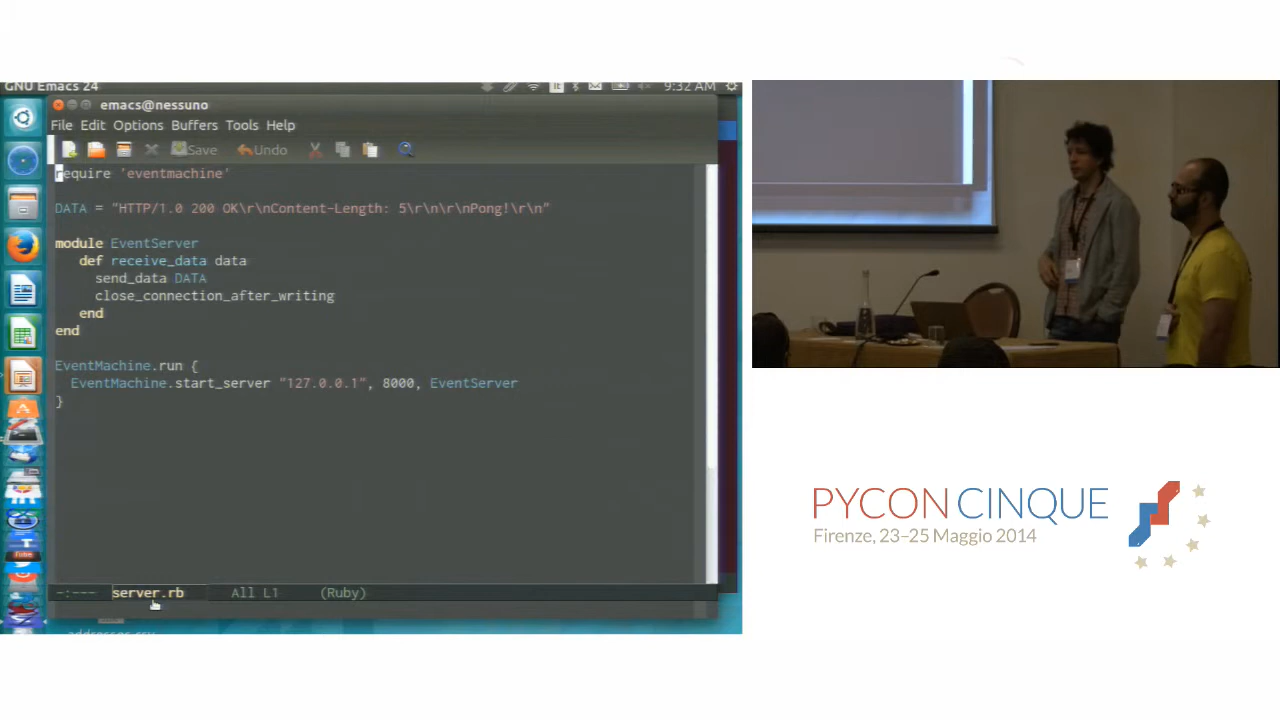 GNU Emacs 24
9:32 AM
emacs@nessuno
File Edit Options Buffers Tools Help
Save
Undo
require 'eventmachine'
DATA = "HTTP/1.0 200 OK\r\nContent-Length: 5\r\n\r\nPong!\r\n"
module EventServer
def receive_data data
send_data DATA
close_connection_after_writing
end
end
EventMachine.run {
EventMachine.start_server "127.0.0.1", 8000, EventServer
}
-:--- server.rb All L1 (Ruby)
PYCON CINQUE
Firenze, 23–25 Maggio 2014